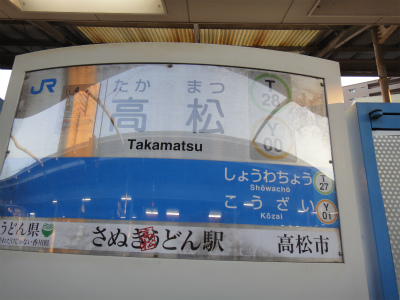 JR
たか まつ
高 松
Takamatsu
T
28
Y
00
しょうわちょう
Shōwachō
T
27
こうざい
Kōzai
Y
01
うどん県
さぬきうどん駅
高松市